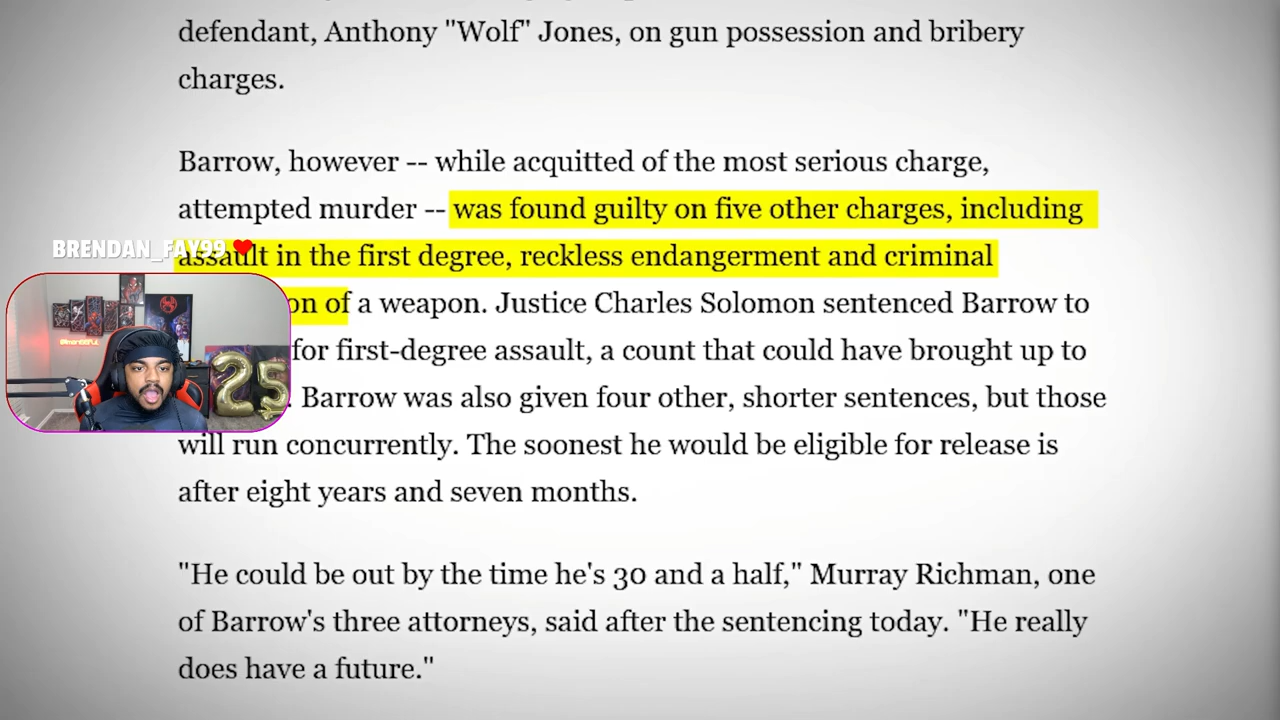 defendant, Anthony "Wolf" Jones, on gun possession and bribery
charges.
Barrow, however -- while acquitted of the most serious charge,
attempted murder -- was found guilty on five other charges, including
BRENDAN_FAY99
assault in the first degree, reckless endangerment and criminal
on of a weapon. Justice Charles Solomon sentenced Barrow to
for first-degree assault, a count that could have brought up to
25
. Barrow was also given four other, shorter sentences, but those
will run concurrently. The soonest he would be eligible for release is
after eight years and seven months.
"He could be out by the time he's 30 and a half," Murray Richman, one
of Barrow's three attorneys, said after the sentencing today. "He really
does have a future."